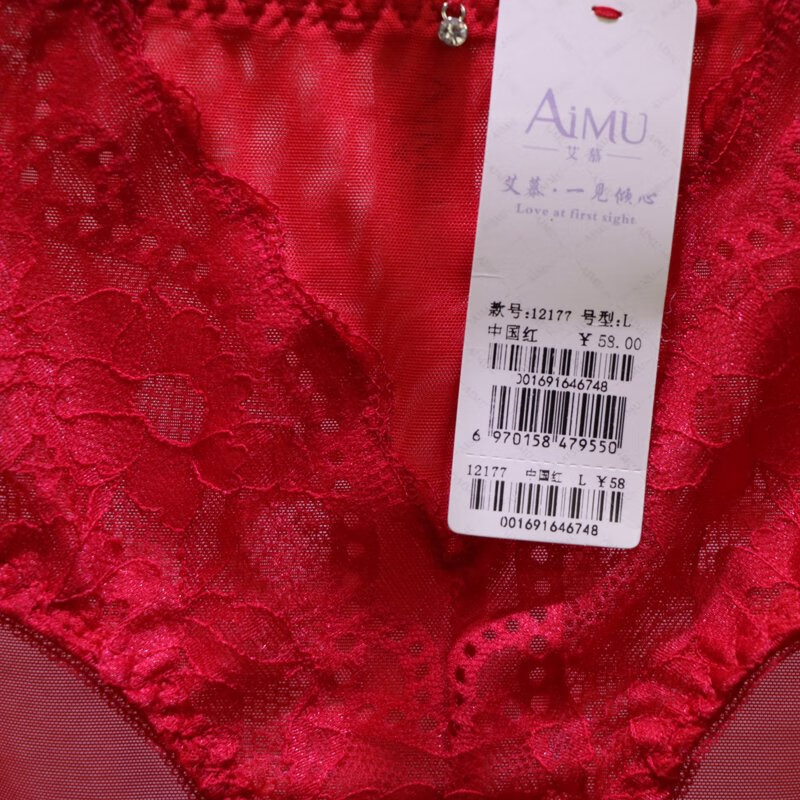 AiMU
艾慕
艾慕·一见倾心
Love at first sight
款号:12177 号型:L
中国红 ¥ 58.00
001691646748
6 970158 479550
12177 中国红 L ¥58
001691646748